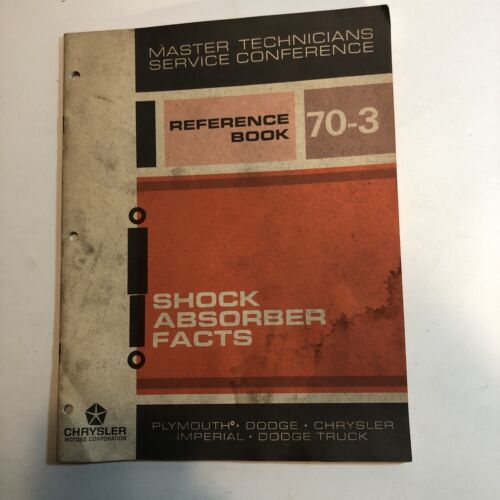 MASTER TECHNICIANS
SERVICE CONFERENCE
REFERENCE
BOOK
70-3
SHOCK
ABSORBER
FACTS
CHRYSLER
MOTORS CORPORATION
PLYMOUTH® · DODGE · CHRYSLER
IMPERIAL · DODGE TRUCK